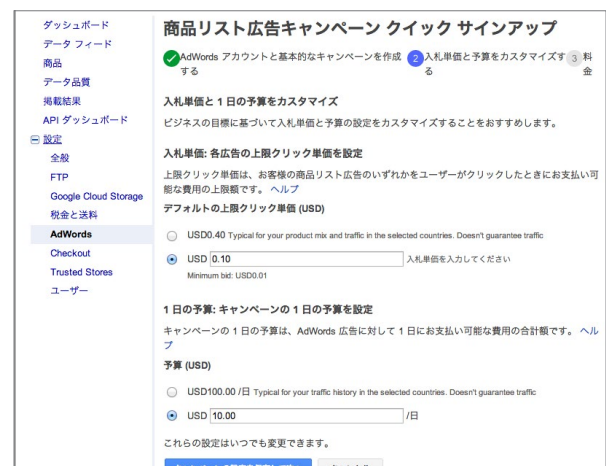 ダッシュボード
データ フィード
商品
データ品質
掲載結果
API ダッシュボード
設定
全般
FTP
Google Cloud Storage
税金と送料
AdWords
Checkout
Trusted Stores
ユーザー
商品リスト広告キャンペーン クイック サインアップ
AdWords アカウントと基本的なキャンペーンを作成
する
2 入札単価と予算をカスタマイズす
る
3 料
金
入札単価と 1 日の予算をカスタマイズ
ビジネスの目標に基づいて入札単価と予算の設定をカスタマイズすることをおすすめします。
入札単価: 各広告の上限クリック単価を設定
上限クリック単価は、お客様の商品リスト広告のいずれかをユーザーがクリックしたときにお支払い可
能な費用の上限額です。 ヘルプ
デフォルトの上限クリック単価 (USD)
USD0.40 Typical for your product mix and traffic in the selected countries. Doesn't guarantee traffic
USD 0.10 入札単価を入力してください
Minimum bid: USD0.01
1 日の予算: キャンペーンの 1 日の予算を設定
キャンペーンの 1 日の予算は、AdWords 広告に対して 1 日にお支払い可能な費用の合計額です。 ヘル
プ
予算 (USD)
USD100.00 /日 Typical for your traffic history in the selected countries. Doesn't guarantee traffic
USD 10.00 /日
これらの設定はいつでも変更できます。